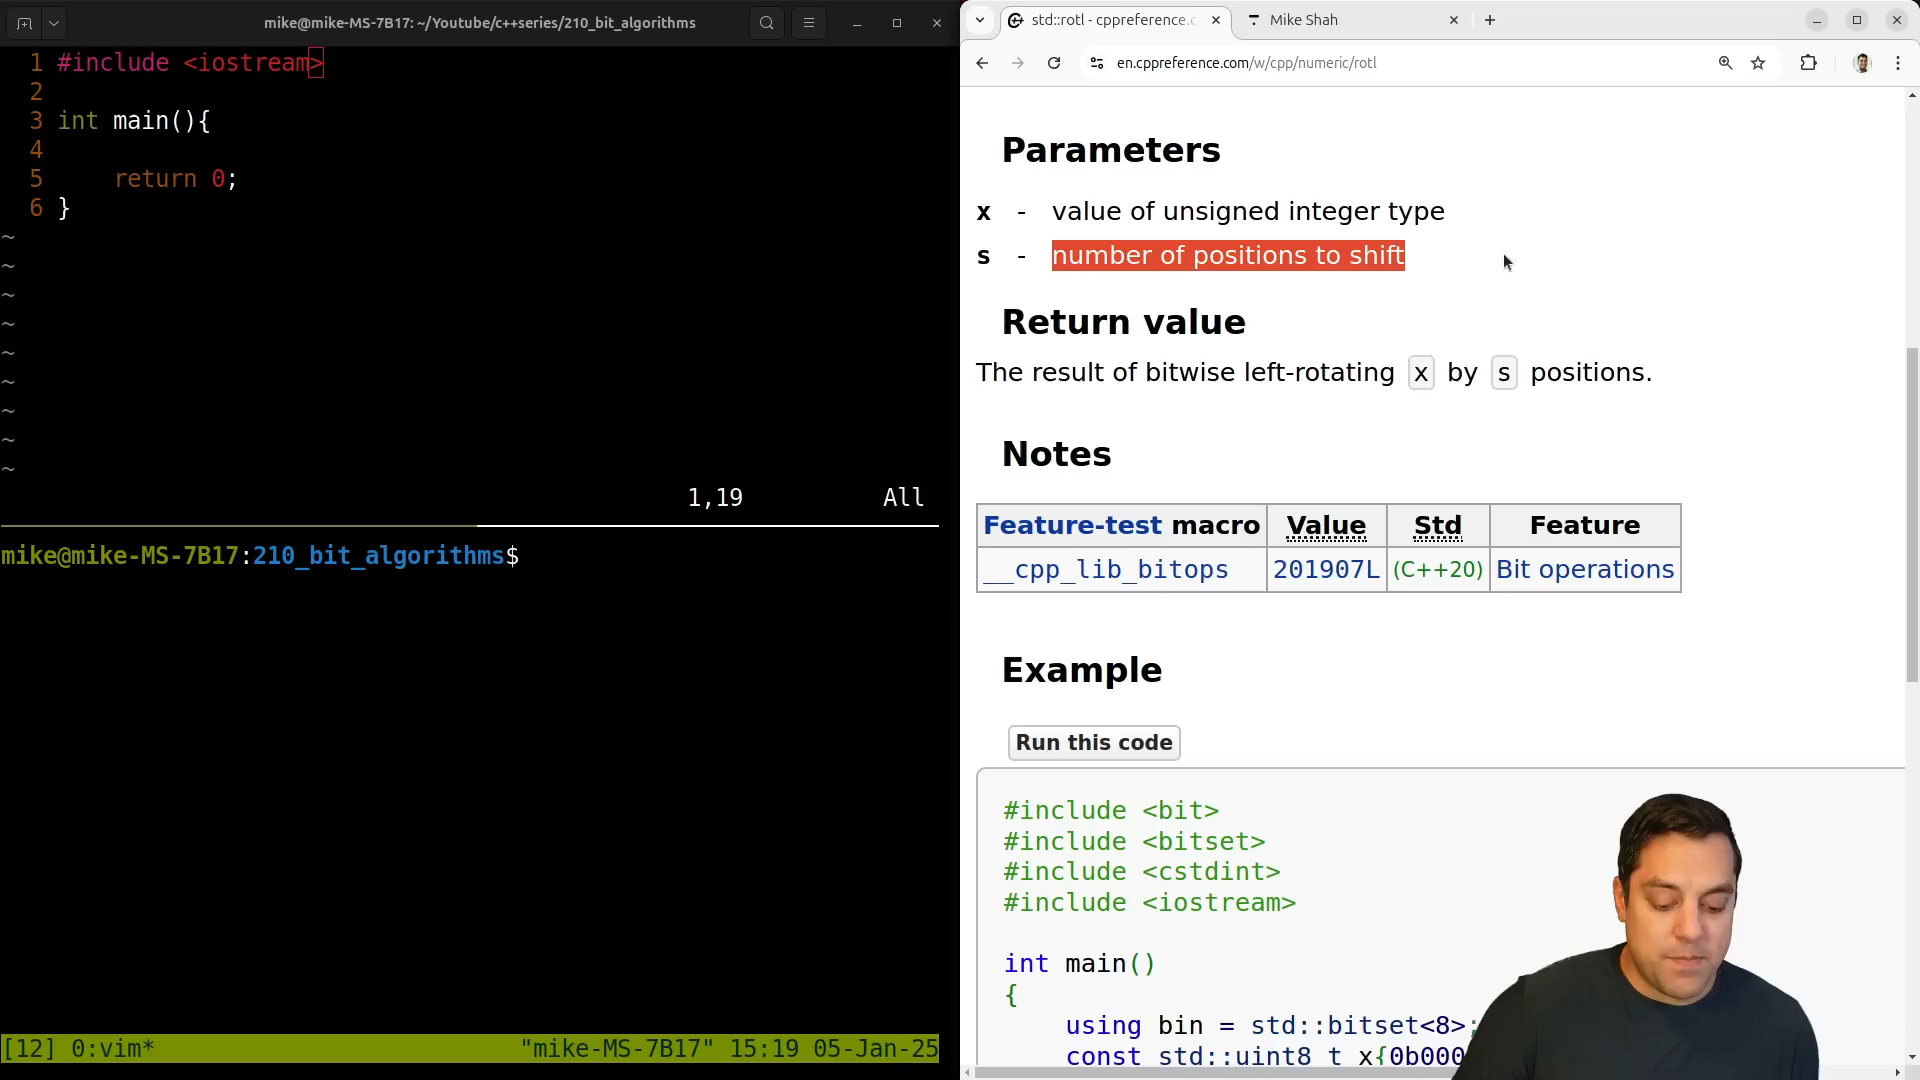 mike@mike-MS-7B17: ~/Youtube/c++series/210_bit_algorithms
1 #include <iostream>
2
3 int main(){
4
5     return 0;
6 }
~
~
~
~
~
~
~
~
~
1,19 All
mike@mike-MS-7B17:210_bit_algorithms$
[12] 0:vim* "mike-MS-7B17" 15:19 05-Jan-25
std::rotl - cppreference.c
Mike Shah
en.cppreference.com/w/cpp/numeric/rotl
Parameters
x - value of unsigned integer type
s - number of positions to shift
Return value
The result of bitwise left-rotating x by s positions.
Notes
Feature-test macro Value Std Feature
__cpp_lib_bitops 201907L (C++20) Bit operations
Example
Run this code
#include <bit>
#include <bitset>
#include <cstdint>
#include <iostream>
int main()
{
using bin = std::bitset<8>;
const std::uint8_t x{0b000